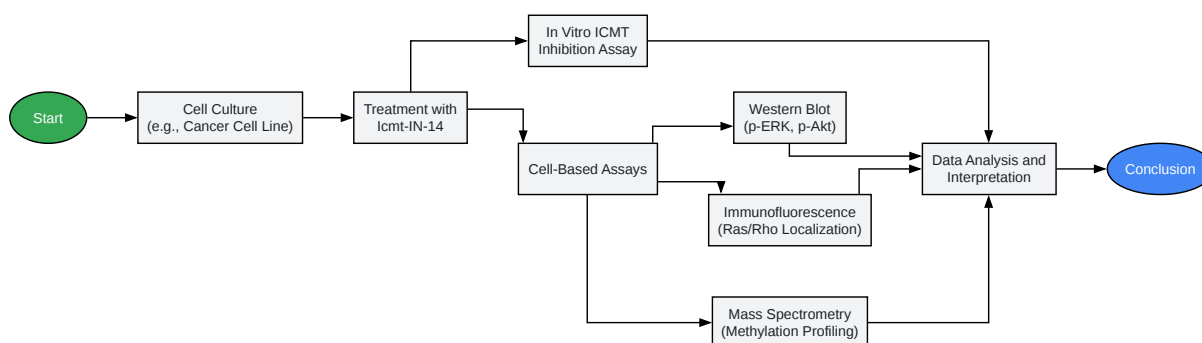 Start
Cell Culture
(e.g., Cancer Cell Line)
Treatment with
Icmt-IN-14
In Vitro ICMT
Inhibition Assay
Cell-Based Assays
Western Blot
(p-ERK, p-Akt)
Immunofluorescence
(Ras/Rho Localization)
Mass Spectrometry
(Methylation Profiling)
Data Analysis and
Interpretation
Conclusion